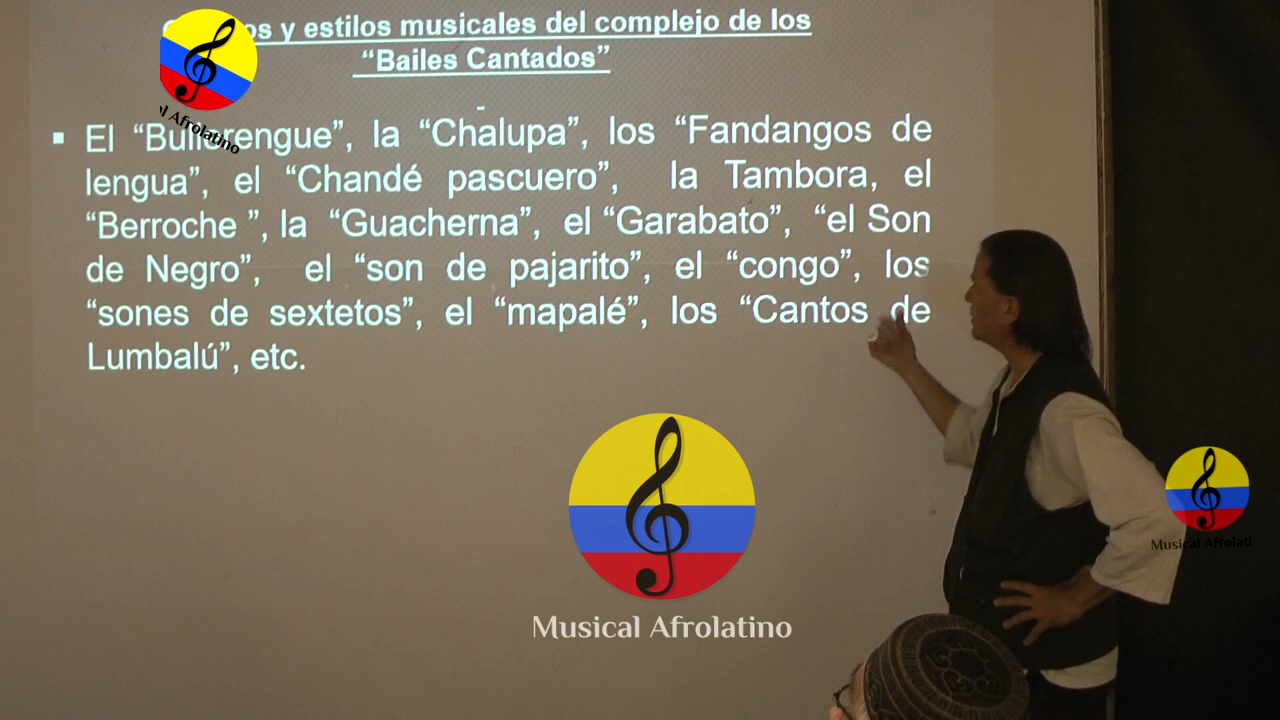 y estilos musicales del complejo de los
“Bailes Cantados”
-
▪ El “Bullerengue”, la “Chalupa”, los “Fandangos de
lengua”, el “Chandé pascuero”, la Tambora, el
“Berroche ”, la “Guacherna”, el “Garabato”, “el Son
de Negro”, el “son de pajarito”, el “congo”, los
“sones de sextetos”, el “mapalé”, los “Cantos de
Lumbalú”, etc.
Afrolatino
Musical Afrolatino
Musical Afrolati